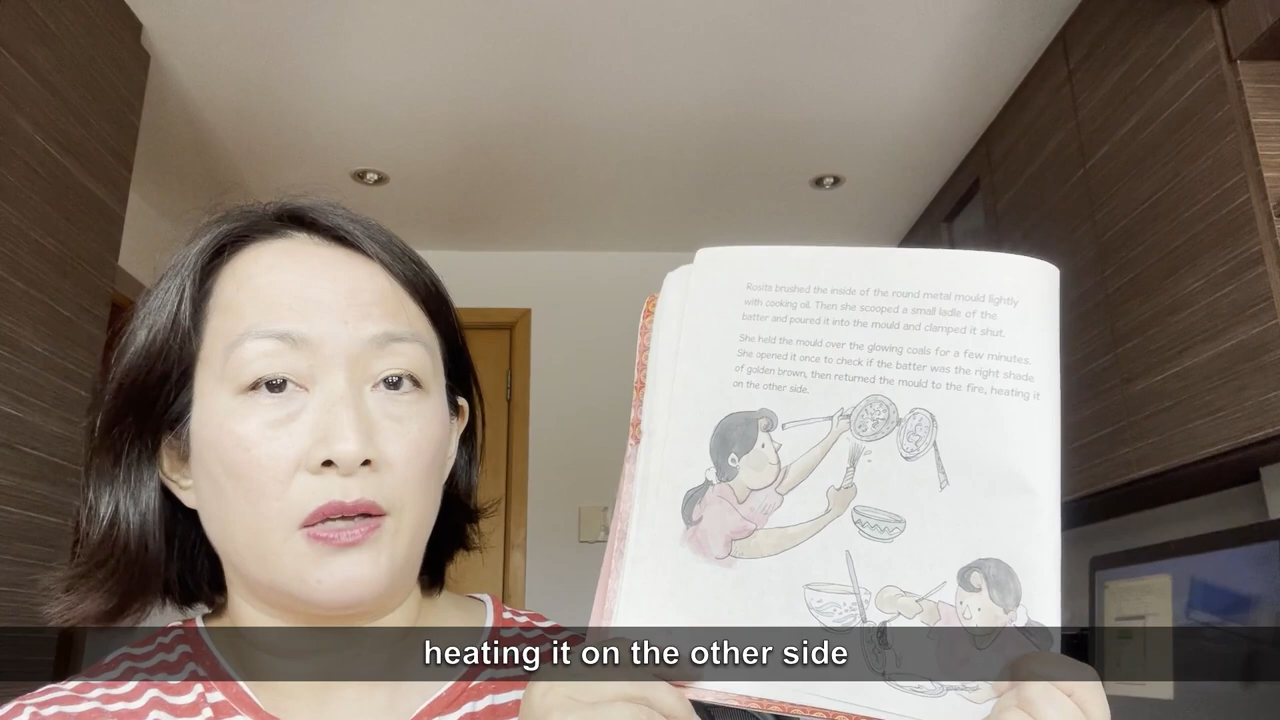 Rosita brushed the inside of the round metal mould lightly
with cooking oil. Then she scooped a small ladle of the
batter and poured it into the mould and clamped it shut.
She held the mould over the glowing coals for a few minutes.
She opened it once to check if the batter was the right shade
of golden brown, then returned the mould to the fire, heating it
on the other side.
heating it on the other side